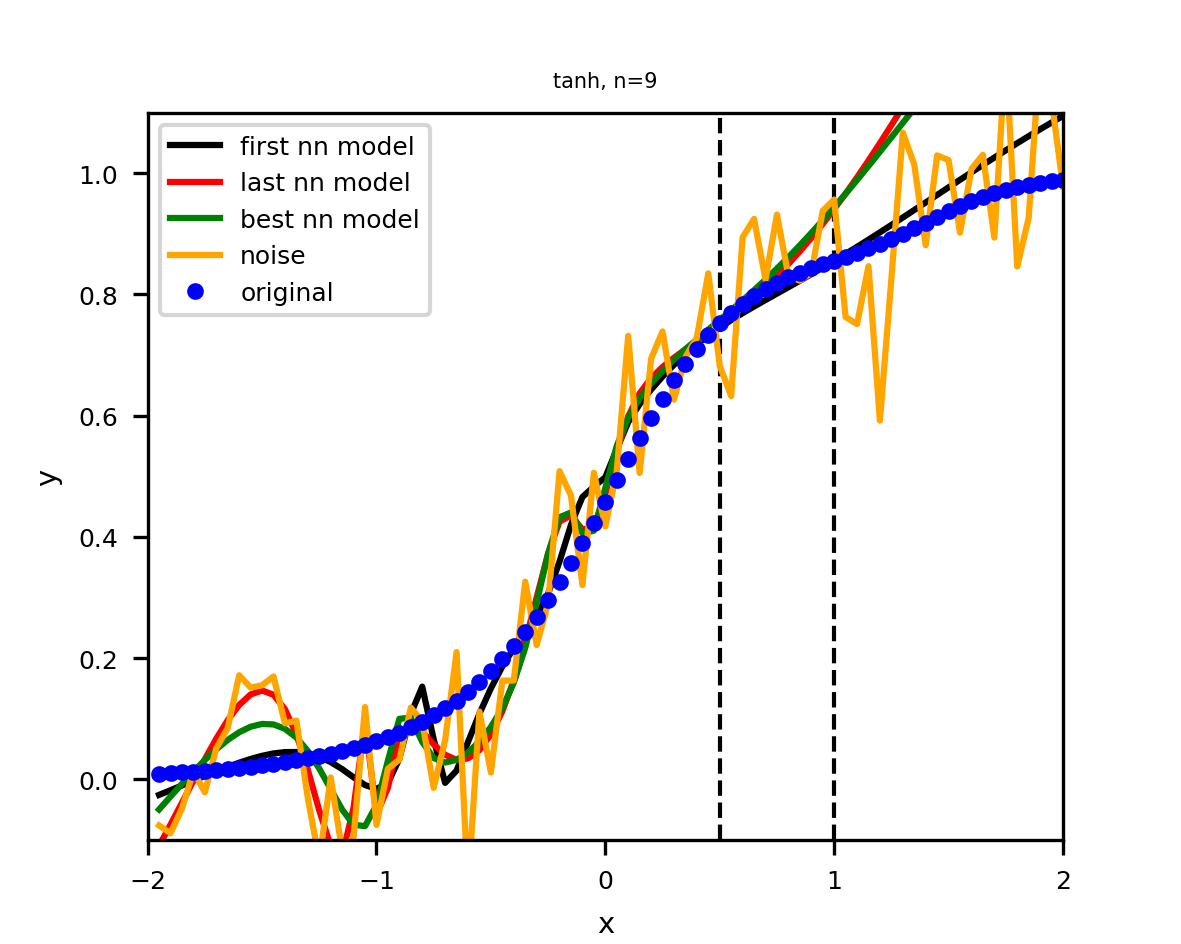 tanh, n=9
first nn model
last nn model
best nn model
noise
original
y
1.0
0.8
0.6
0.4
0.2
0.0
−2
−1
0
1
2
x